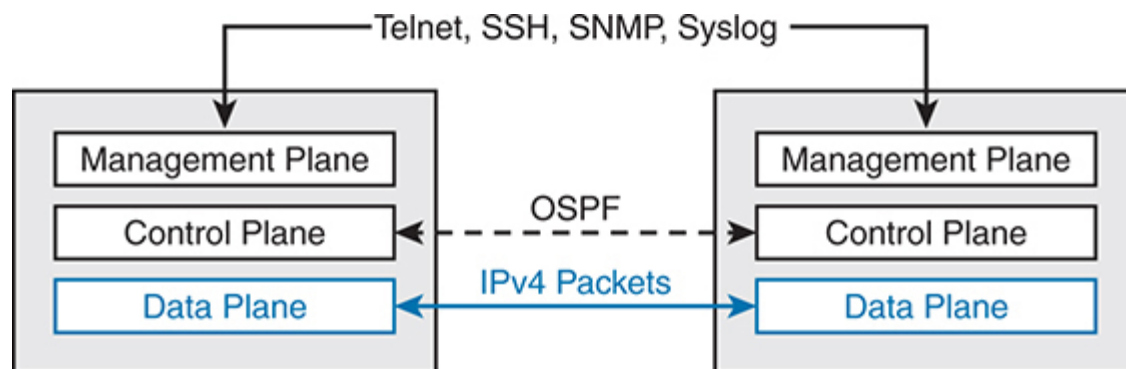 Telnet, SSH, SNMP, Syslog
Management Plane
Management Plane
OSPF
Control Plane
Control Plane
IPv4 Packets
Data Plane
Data Plane